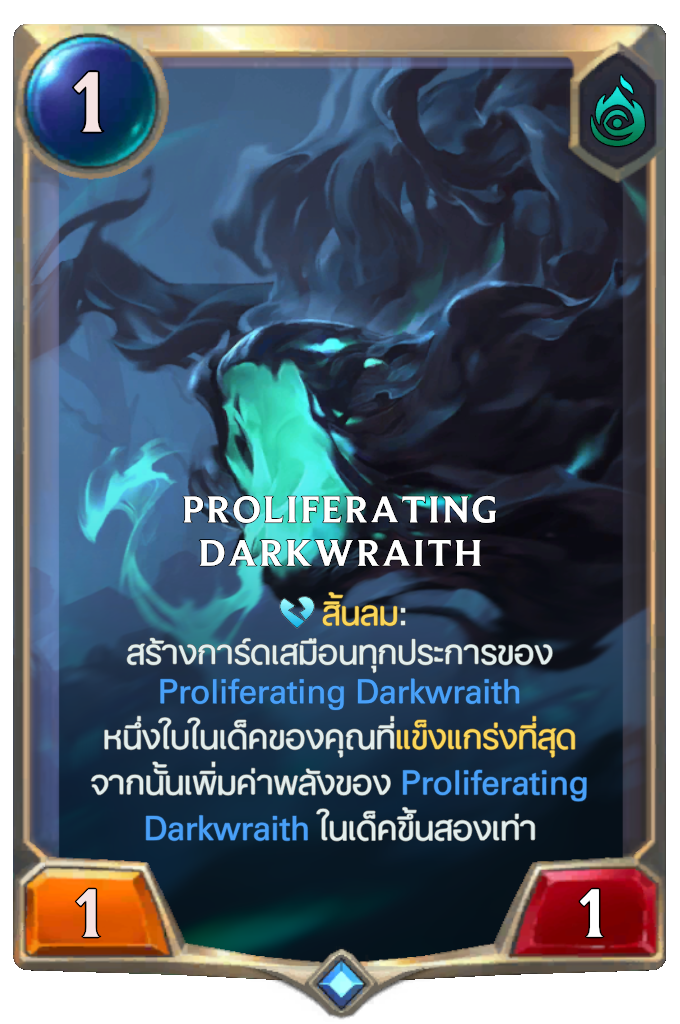 1
PROLIFERATING
DARKWRAITH
สิ้นลม:
สร้างการ์ดเสมือนทุกประการของ
Proliferating Darkwraith
หนึ่งใบในเด็คของคุณที่แข็งแกร่งที่สุด
จากนั้นเพิ่มค่าพลังของ Proliferating
Darkwraith ในเด็คขึ้นสองเท่า
1
1